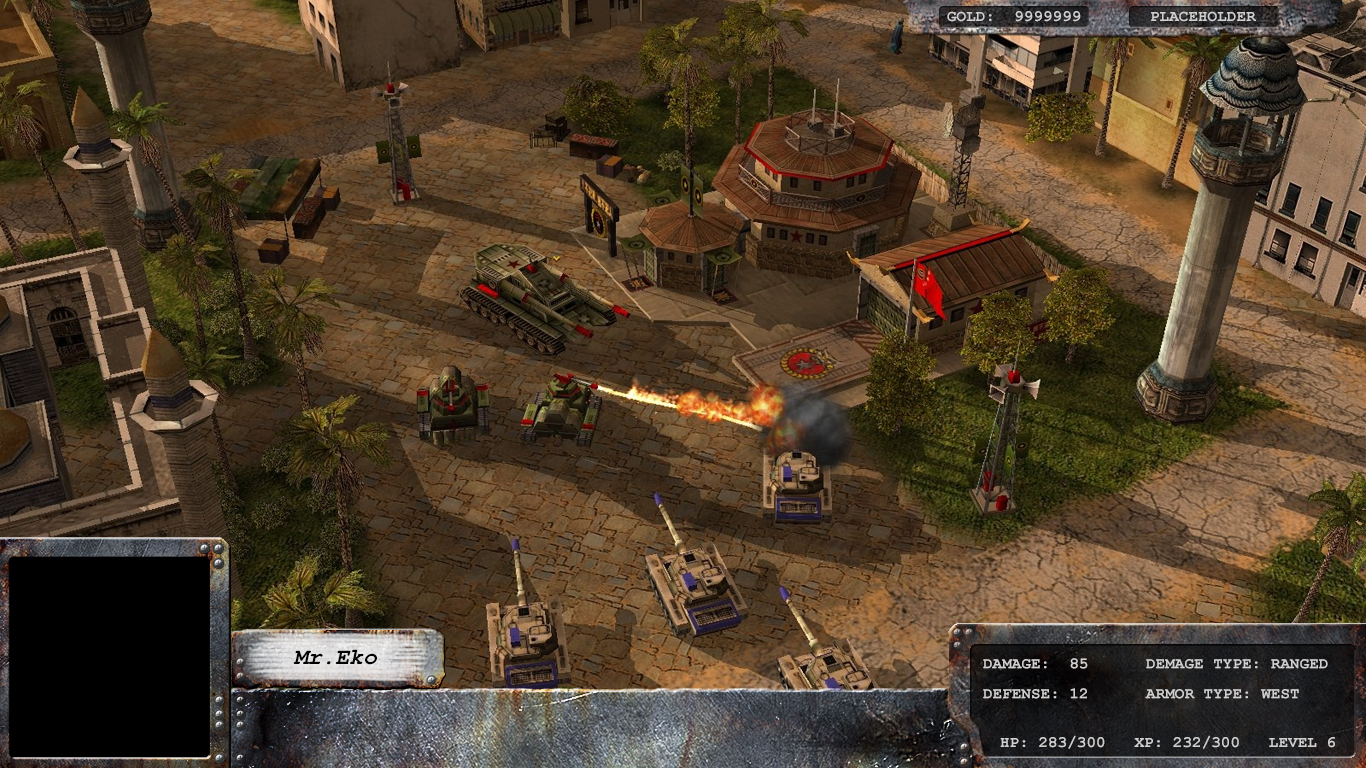 GOLD: 9999999 PLACEHOLDER
Mr.Eko
DAMAGE: 85 DEMAGE TYPE: RANGED
DEFENSE: 12 ARMOR TYPE: WEST
HP: 283/300 XP: 232/300 LEVEL 6